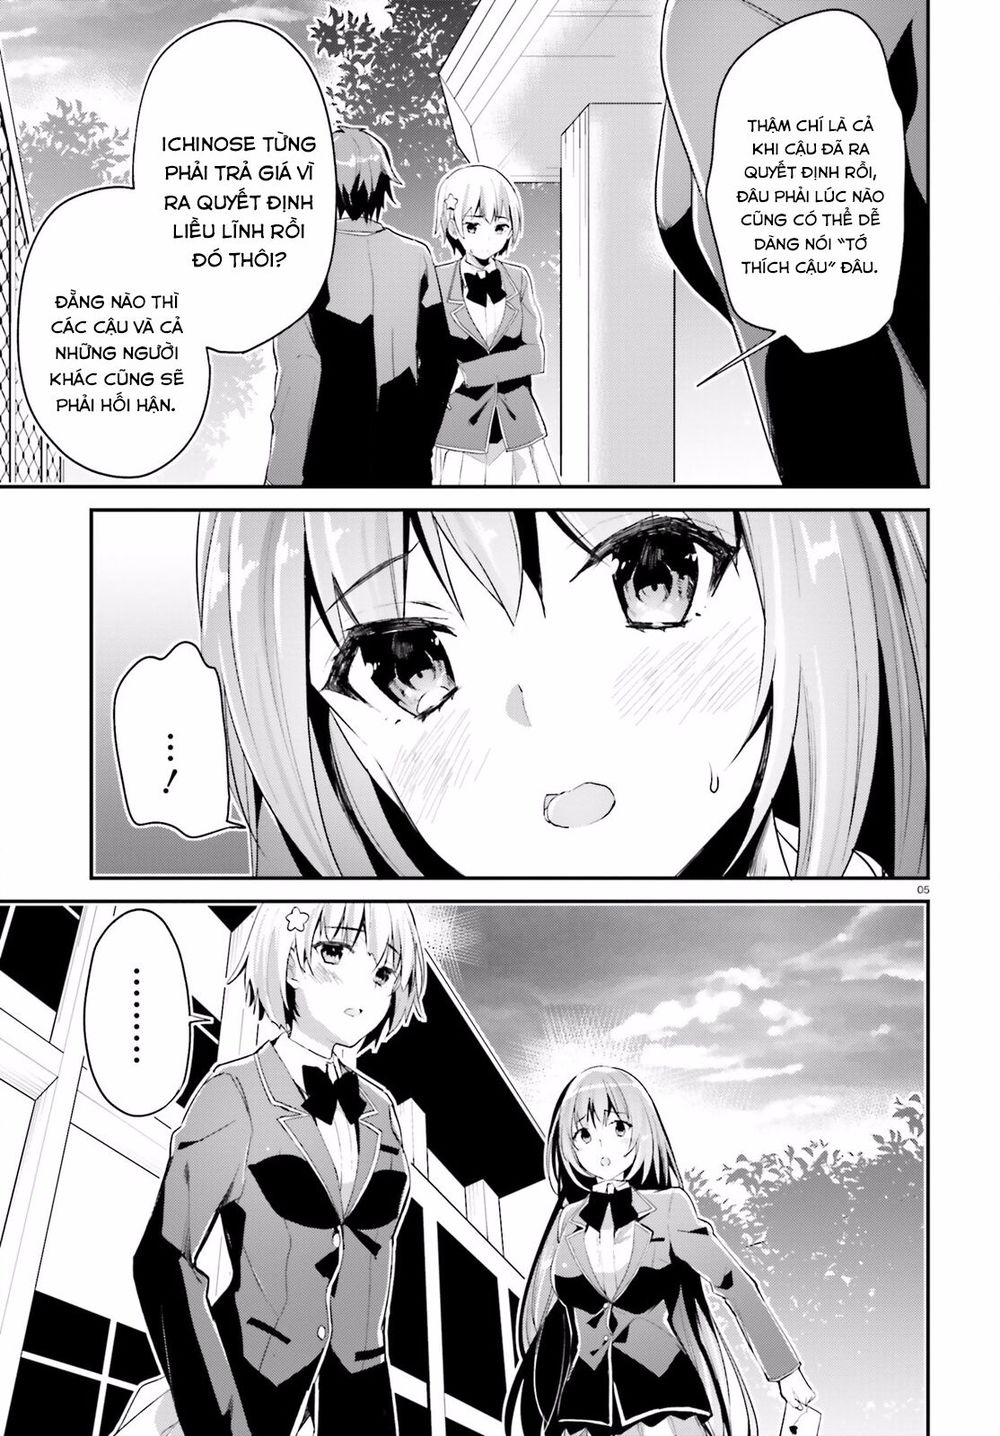 THẬM CHÍ LÀ CẢ
KHI CẬU ĐÃ RA
QUYẾT ĐỊNH RỒI,
ĐÂU PHẢI LÚC NÀO
CŨNG CÓ THỂ DỄ
DÀNG NÓI "TỚ
THÍCH CẬU" ĐÂU.
ICHINOSE TỪNG
PHẢI TRẢ GIÁ VÌ
RA QUYẾT ĐỊNH
LIỀU LĨNH RỒI
ĐÓ THÔI?
ĐẰNG NÀO THÌ
CÁC CẬU VÀ CẢ
NHỮNG NGƯỜI
KHÁC CŨNG SẼ
PHẢI HỐI HẬN.
...!
05
........